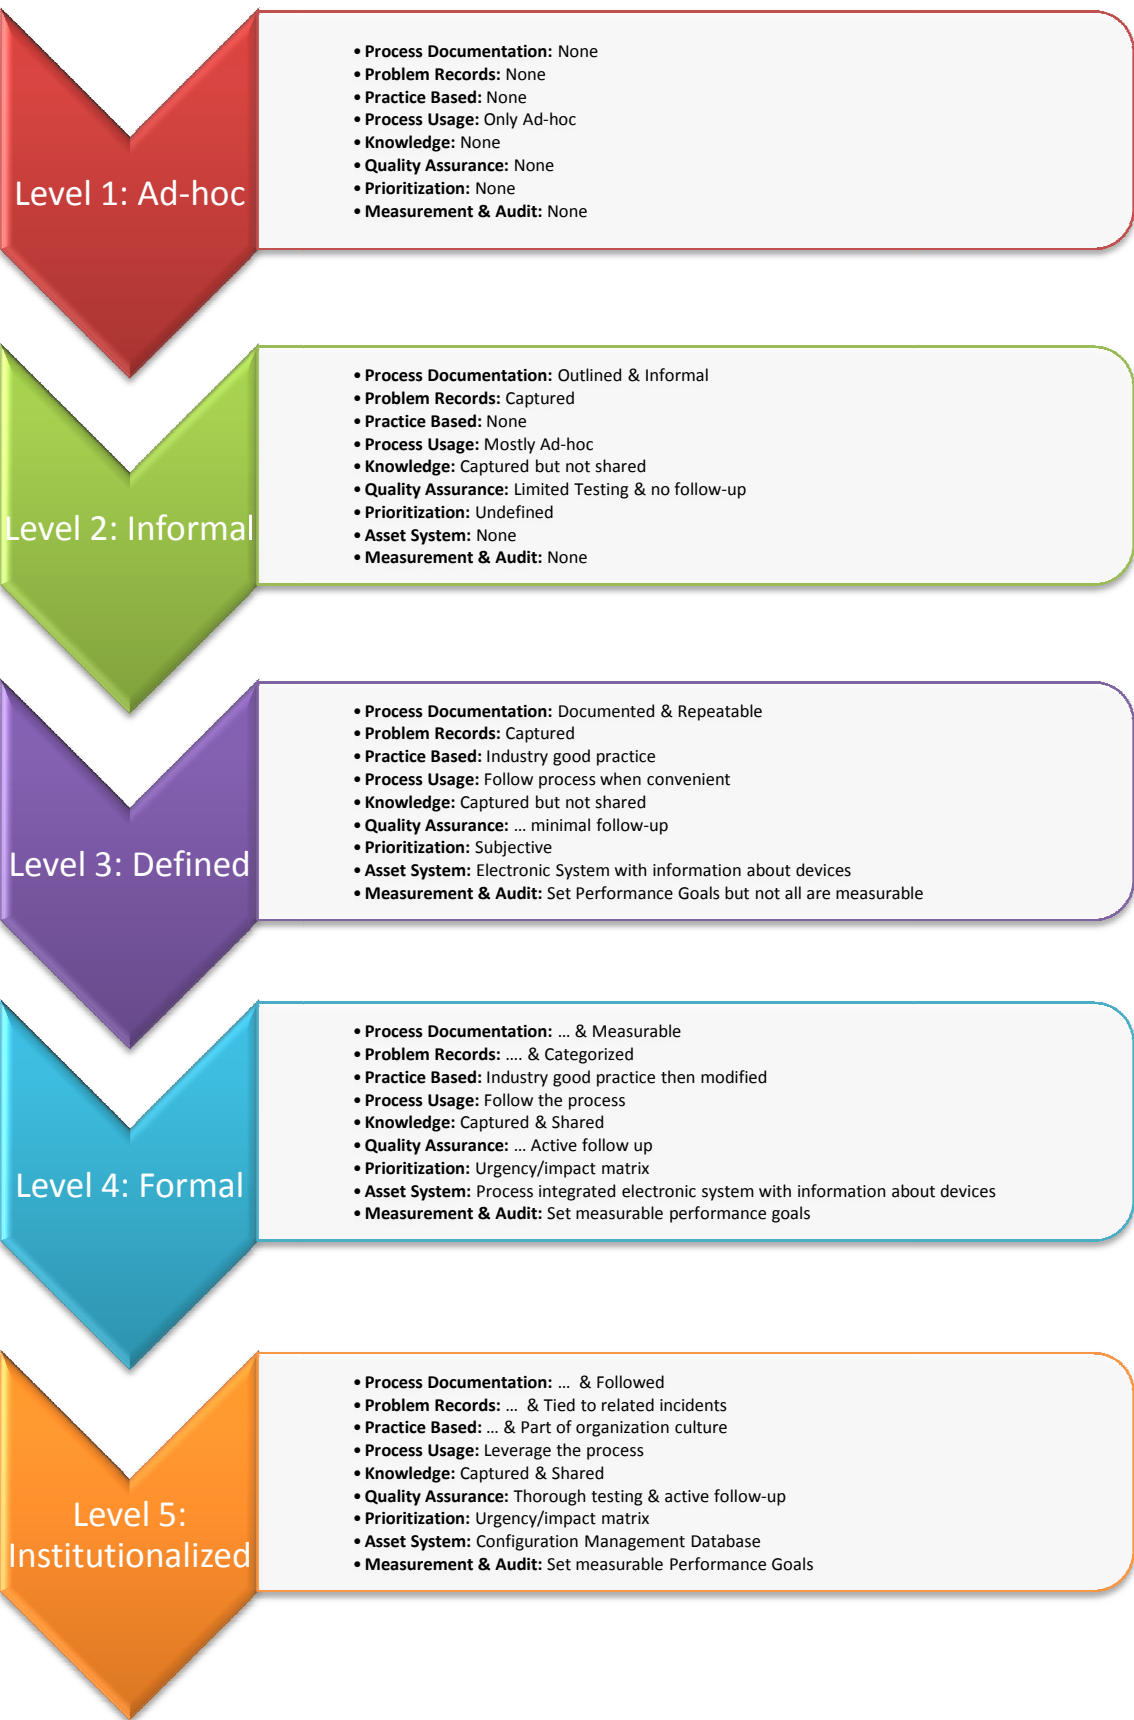 Level 1: Ad-hoc
• Process Documentation: None
• Problem Records: None
• Practice Based: None
• Process Usage: Only Ad-hoc
• Knowledge: None
• Quality Assurance: None
• Prioritization: None
• Measurement & Audit: None
Level 2: Informal
• Process Documentation: Outlined & Informal
• Problem Records: Captured
• Practice Based: None
• Process Usage: Mostly Ad-hoc
• Knowledge: Captured but not shared
• Quality Assurance: Limited Testing & no follow-up
• Prioritization: Undefined
• Asset System: None
• Measurement & Audit: None
Level 3: Defined
• Process Documentation: Documented & Repeatable
• Problem Records: Captured
• Practice Based: Industry good practice
• Process Usage: Follow process when convenient
• Knowledge: Captured but not shared
• Quality Assurance: … minimal follow-up
• Prioritization: Subjective
• Asset System: Electronic System with information about devices
• Measurement & Audit: Set Performance Goals but not all are measurable
Level 4: Formal
• Process Documentation: … & Measurable
• Problem Records: …. & Categorized
• Practice Based: Industry good practice then modified
• Process Usage: Follow the process
• Knowledge: Captured & Shared
• Quality Assurance: … Active follow up
• Prioritization: Urgency/impact matrix
• Asset System: Process integrated electronic system with information about devices
• Measurement & Audit: Set measurable performance goals
Level 5:
Institutionalized
• Process Documentation: … & Followed
• Problem Records: … & Tied to related incidents
• Practice Based: … & Part of organization culture
• Process Usage: Leverage the process
• Knowledge: Captured & Shared
• Quality Assurance: Thorough testing & active follow-up
• Prioritization: Urgency/impact matrix
• Asset System: Configuration Management Database
• Measurement & Audit: Set measurable Performance Goals